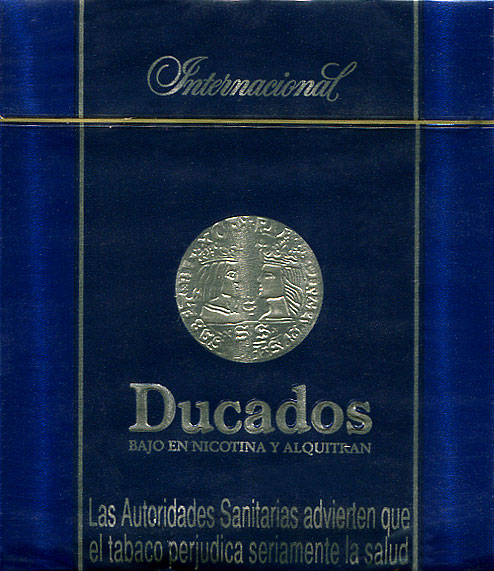 Internacional
Ducados
BAJO EN NICOTINA Y ALQUITRAN
Las Autoridades Sanitarias advierten que
el tabaco perjudica seriamente la salud